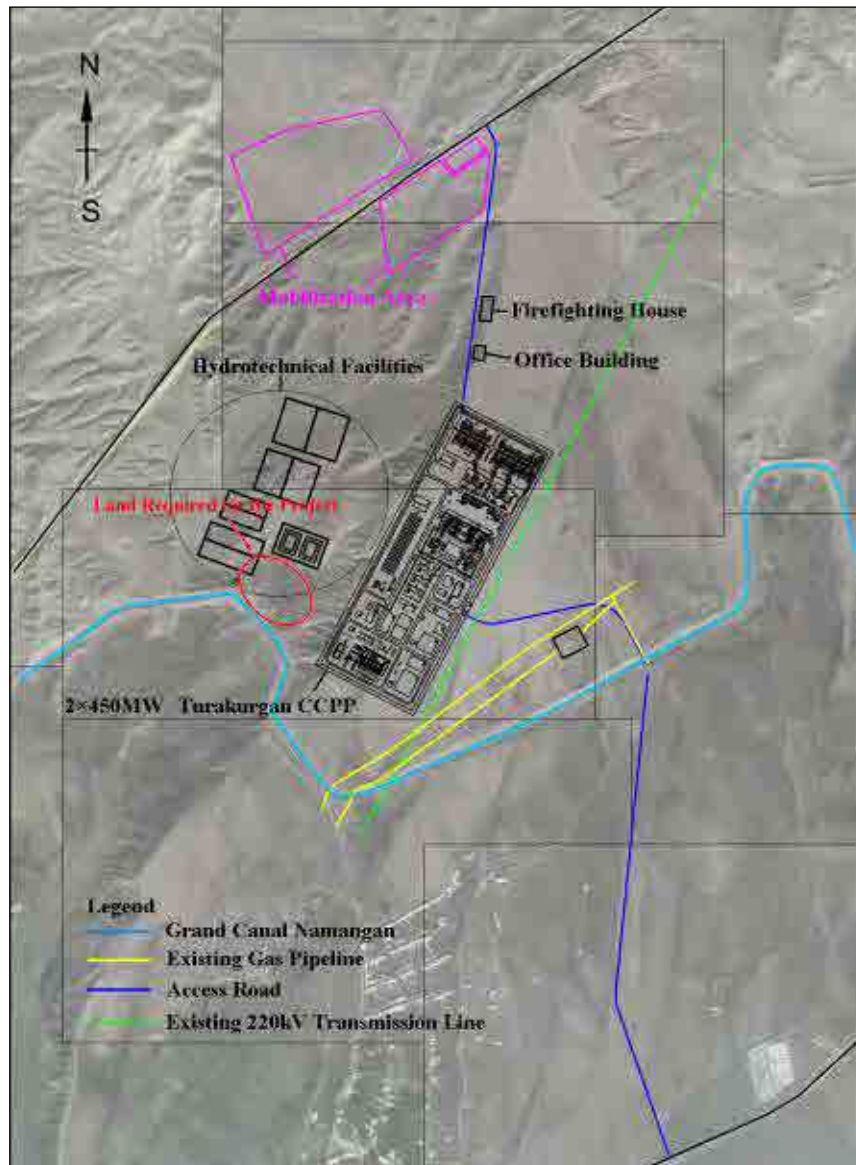 N
S
Mobilization Area
Firefighting House
Office Building
Hydrotechnical Facilities
Land Required for the Project
2×450MW Turakurgan CCPP
Legend
Grand Canal Namangan
Existing Gas Pipeline
Access Road
Existing 220kV Transmission Line